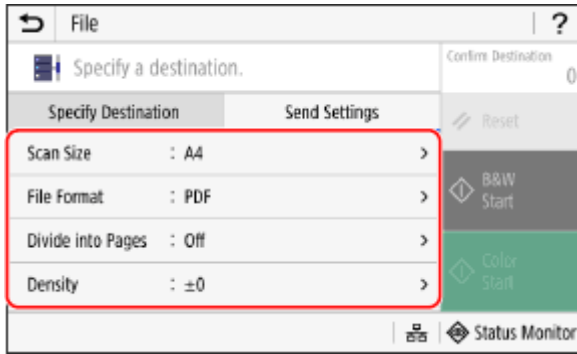 File ?
Specify a destination.
Confirm Destination
0
Specify Destination Send Settings
Reset
Scan Size : A4 >
File Format : PDF >
B&W
Start
Divide into Pages : Off >
Density : ±0 >
Color
Start
Status Monitor